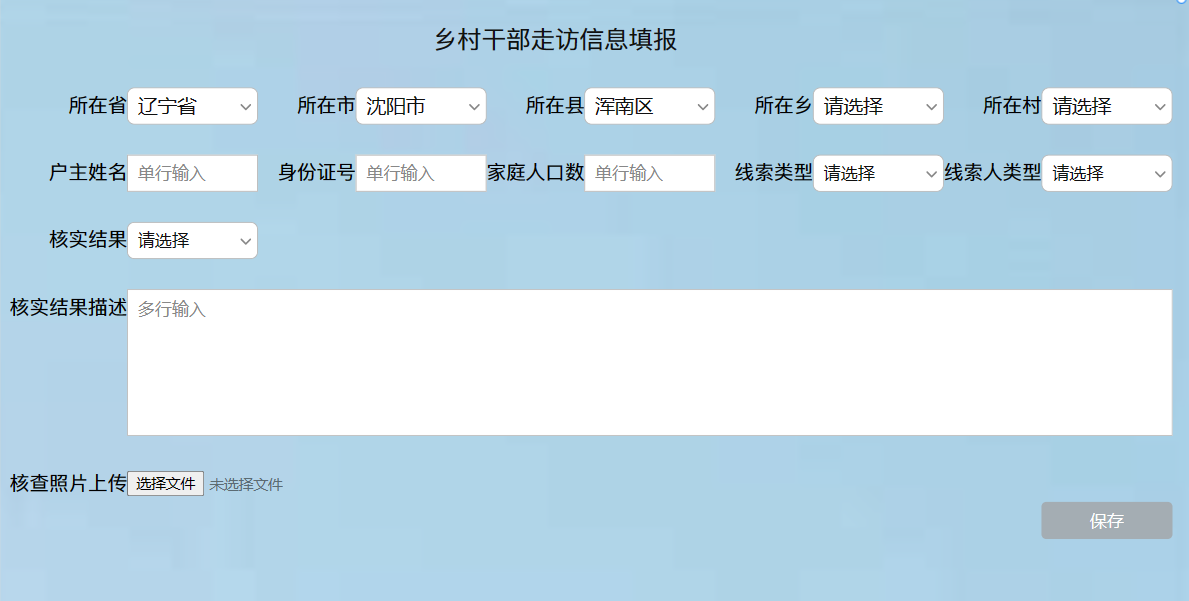 乡村干部走访信息填报
所在省 辽宁省 所在市 沈阳市 所在县 浑南区 所在乡 请选择 所在村 请选择
户主姓名 单行输入 身份证号 单行输入 家庭人口数 单行输入 线索类型 请选择 线索人类型 请选择
核实结果 请选择
核实结果描述 多行输入
核查照片上传 选择文件 未选择文件
保存